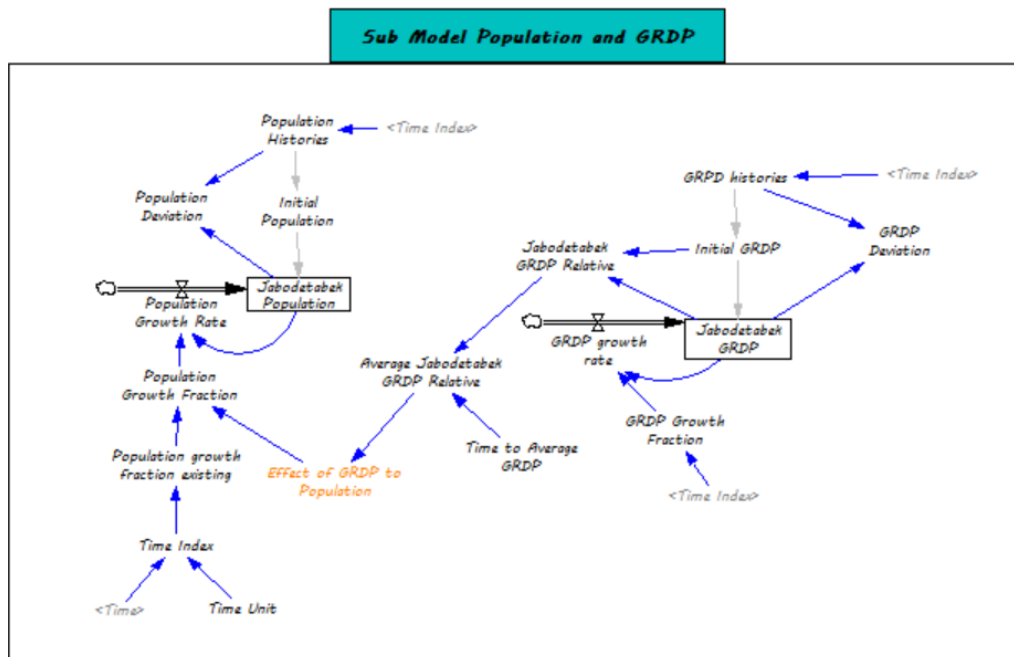 Sub Model Population and GRDP
Population
Histories
<Time Index>
Population
Deviation
Initial
Population
Jabodetabek
Population
Population
Growth Rate
Population
Growth Fraction
Population growth
fraction existing
Time Index
<Time>
Time Unit
Effect of GRDP to
Population
Average Jabodetabek
GRDP Relative
Time to Average
GRDP
Jabodetabek
GRDP Relative
GRPD histories
<Time Index>
Initial GRDP
GRDP
Deviation
Jabodetabek
GRDP
GRDP growth
rate
GRDP Growth
Fraction
<Time Index>